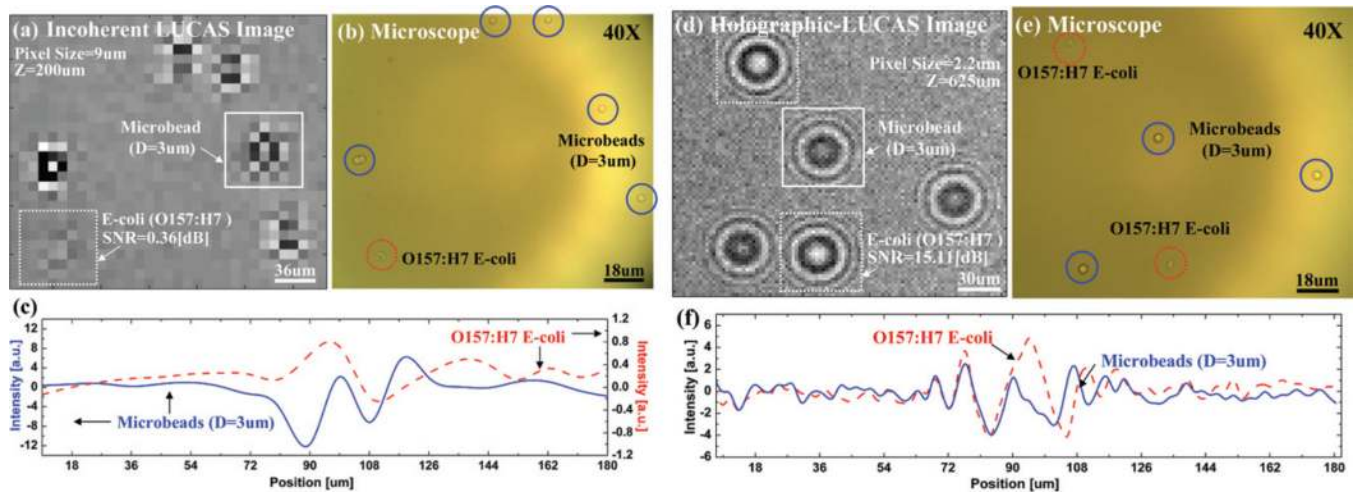 (a) Incoherent LUCAS Image
Pixel Size=9um
Z=200um
Microbead
(D=3um)
E-coli (O157:H7 )
SNR=0.36[dB]
36um
(b) Microscope
40X
Microbeads
(D=3um)
O157:H7 E-coli
18um
(d) Holographic-LUCAS Image
Pixel Size=2.2um
Z=625um
Microbead
(D=3um)
E-coli (O157:H7 )
SNR=15.11[dB]
30um
(e) Microscope
40X
O157:H7 E-coli
Microbeads
(D=3um)
O157:H7 E-coli
18um
(c)
Intensity [a.u.]
12
8
4
0
-4
-8
-12
O157:H7 E-coli
Microbeads (D=3um)
1.2
0.8
0.4
0.0
-0.4
-0.8
-1.2
Intensity [a.u.]
18 36 54 72 90 108 126 144 162 180
Position [um]
(f)
Intensity [a.u.]
6
4
2
0
-2
-4
-6
O157:H7 E-coli
Microbeads (D=3um)
18 36 54 72 90 108 126 144 162 180
Position [um]